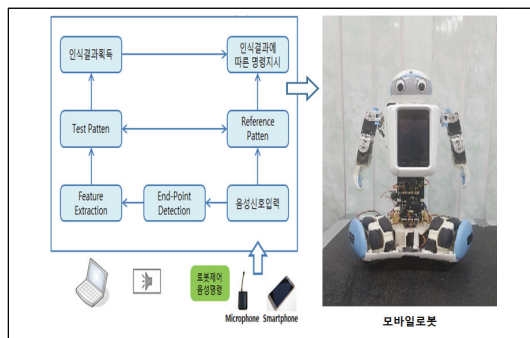 인식결과획득
인식결과에
따른 명령지시
Test Patten
Reference
Patten
Feature
Extraction
End-Point
Detection
음성신호입력
로봇제어
음성명령
Microphone
Smartphone
모바일로봇